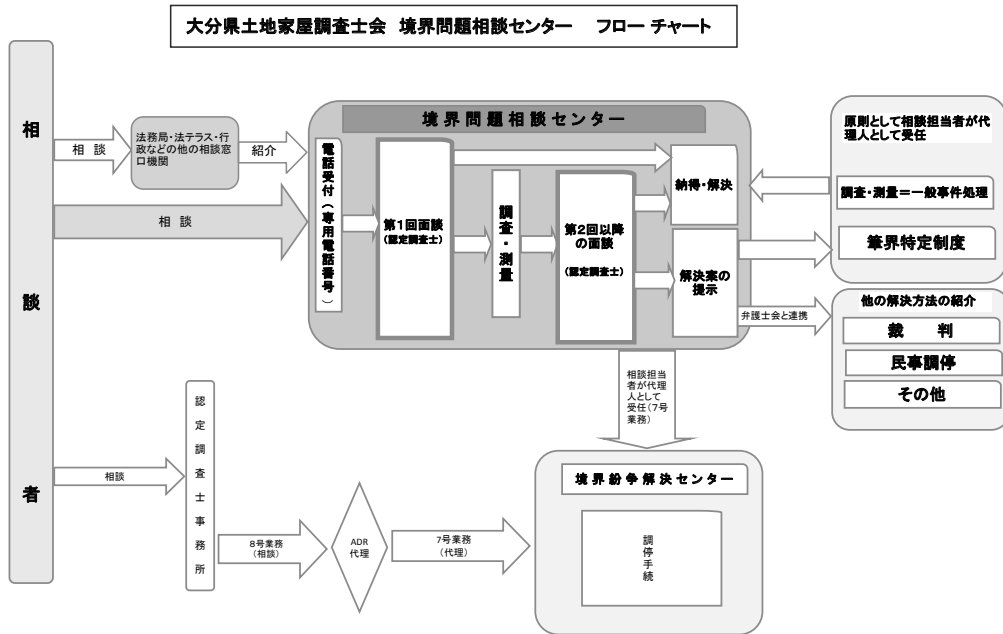 大分県土地家屋調査士会 境界問題相談センター フロー チャート
相
談
者
相 談
法務局・法テラス・行
政などの他の相談窓
口機関
紹介
相 談
境界問題相談センター
電話受付(専用電話番号)
第1回面談
(認定調査士)
調査・測量
第2回以降
の面談
(認定調査士)
納得・解決
解決案の
提示
原則として相談担当者が代
理人として受任
調査・測量=一般事件処理
筆界特定制度
弁護士会と連携
他の解決方法の紹介
裁 判
民事調停
その他
相談担当
者が代理
人として
受任(7号
業務)
相談
認定調査士事務所
8号業務
(相談)
ADR
代理
7号業務
(代理)
境界紛争解決センター
調停手続